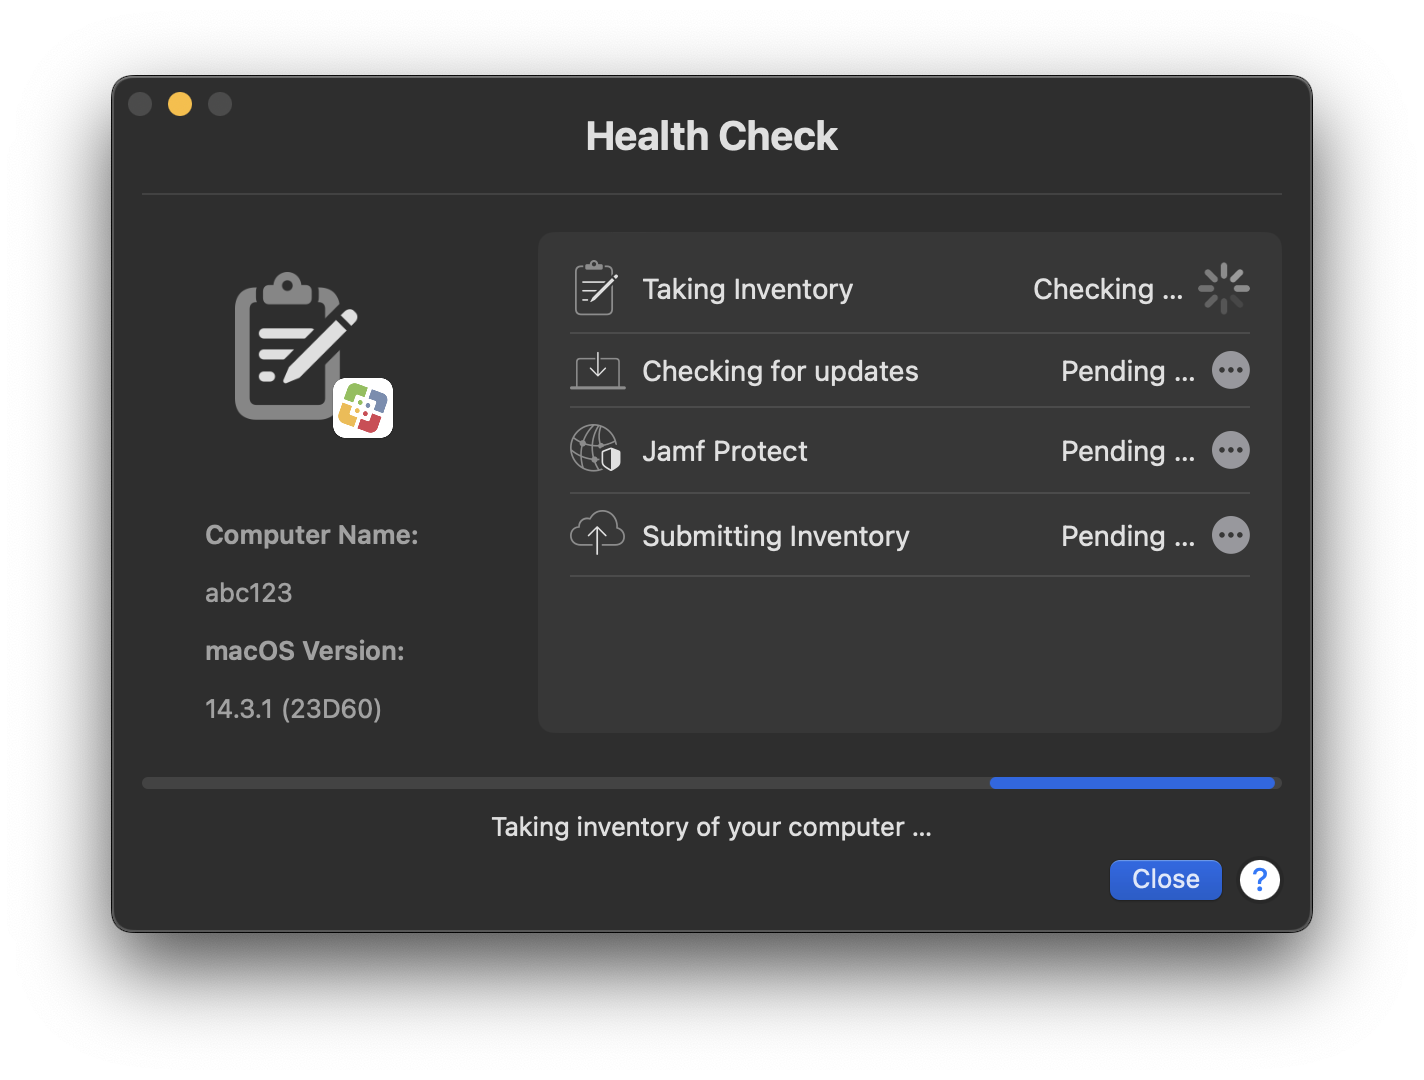 Health Check
Taking Inventory Checking ...
Checking for updates Pending ...
Jamf Protect Pending ...
Submitting Inventory Pending ...
Computer Name:
abc123
macOS Version:
14.3.1 (23D60)
Taking inventory of your computer ...
Close ?